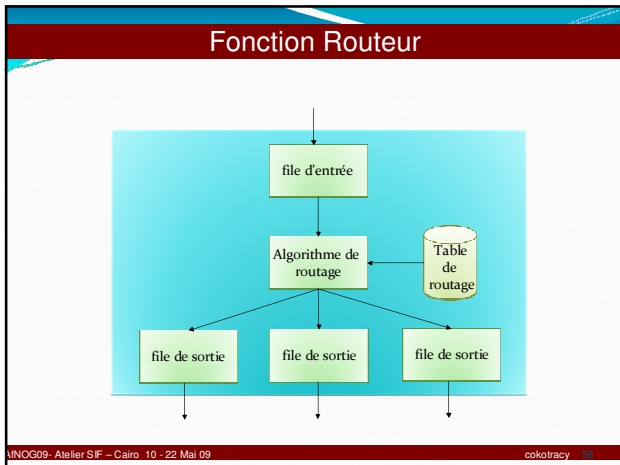 Fonction Routeur
file d'entrée
Algorithme de
routage
Table
de
routage
file de sortie
file de sortie
file de sortie
AfNOG09- Atelier SIF – Cairo 10 - 22 Mai 09
cokotracy 58